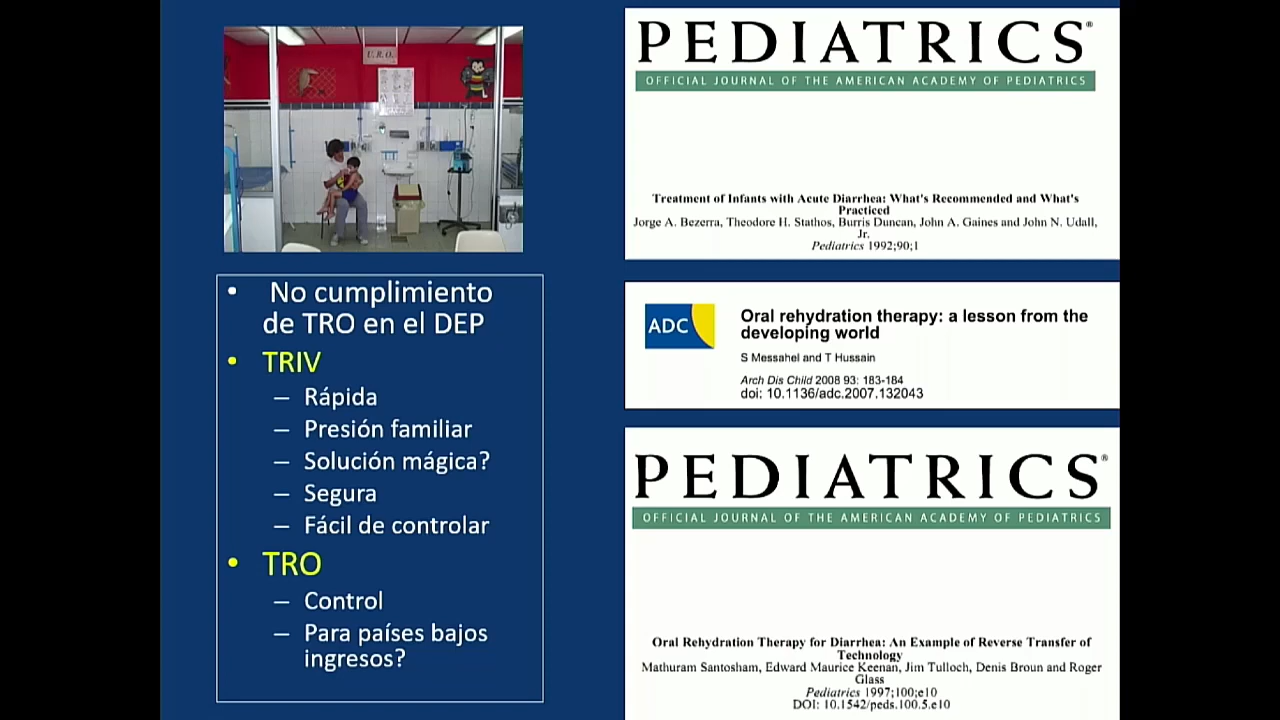 U.R.O.
• No cumplimiento
de TRO en el DEP
• TRIV
– Rápida
– Presión familiar
– Solución mágica?
– Segura
– Fácil de controlar
• TRO
– Control
– Para países bajos
ingresos?
PEDIATRICS®
OFFICIAL JOURNAL OF THE AMERICAN ACADEMY OF PEDIATRICS
Treatment of Infants with Acute Diarrhea: What's Recommended and What's
Practiced
Jorge A. Bezerra, Theodore H. Stathos, Burris Duncan, John A. Gaines and John N. Udall,
Jr.
Pediatrics 1992;90;1
ADC
Oral rehydration therapy: a lesson from the
developing world
S Messahel and T Hussain
Arch Dis Child 2008 93: 183-184
doi: 10.1136/adc.2007.132043
PEDIATRICS®
OFFICIAL JOURNAL OF THE AMERICAN ACADEMY OF PEDIATRICS
Oral Rehydration Therapy for Diarrhea: An Example of Reverse Transfer of
Technology
Mathuram Santosham, Edward Maurice Keenan, Jim Tulloch, Denis Broun and Roger
Glass
Pediatrics 1997;100;e10
DOI: 10.1542/peds.100.5.e10